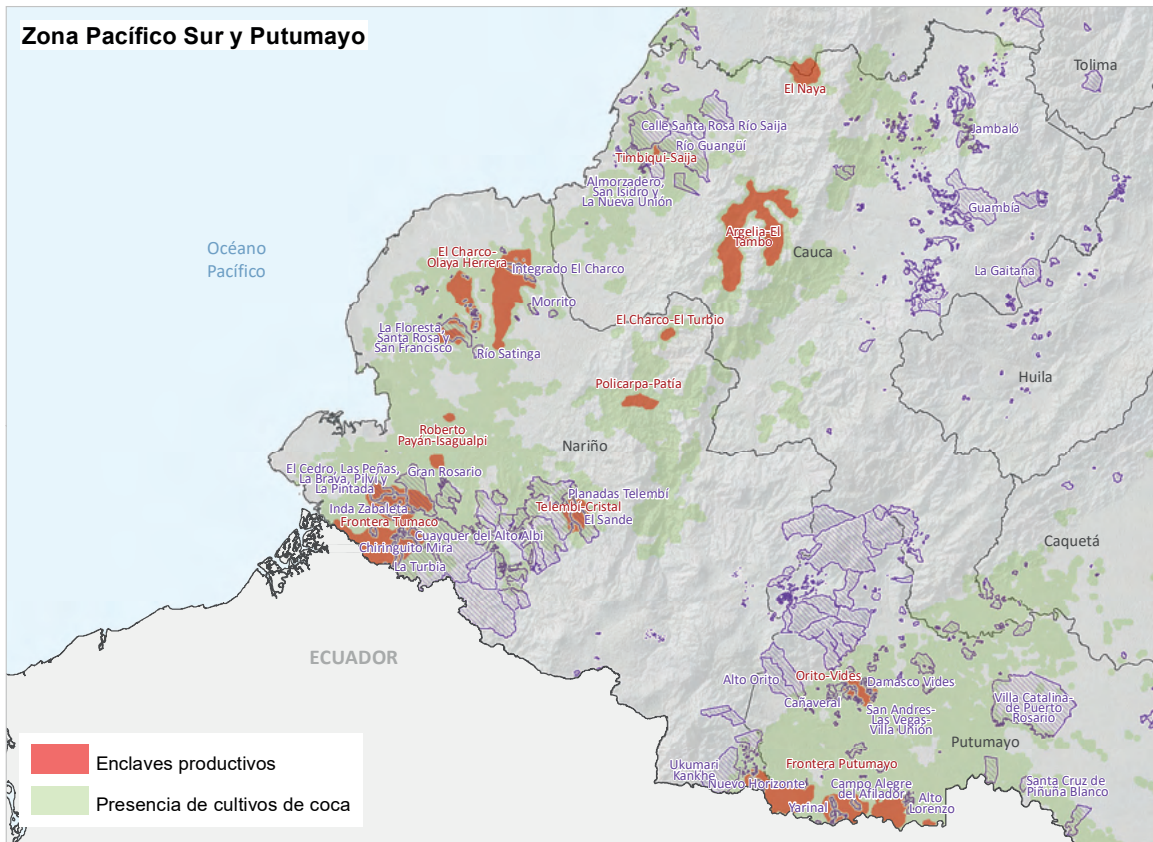 Zona Pacífico Sur y Putumayo
Tolima
El Naya
Calle Santa Rosa Río Saija
Jambaló
Río Guangüí
Timbiquí-Saija
Almorzadero,
San Isidro y
La Nueva Unión
Guambía
Argelia-El
Tambo
Cauca
Océano
Pacífico
El Charco-
Olaya Herrera
Integrado El Charco
La Gaitana
Morrito
El Charco-El Turbio
La Floresta,
Santa Rosa y
San Francisco
Río Satinga
Huila
Policarpa-Patía
Roberto
Payán-Isagualpi
Nariño
El Cedro, Las Peñas,
La Brava, Pilví y
La Pintada
Gran Rosario
Planadas Telembí
Inda Zabaleta
Telembí-Cristal
El Sande
Frontera Tumaco
Cuayquer del Alto Albi
Chiringuito Mira
La Turbia
Caquetá
ECUADOR
Alto Orito
Orito-Vides
Damasco Vides
Cañaveral
San Andres-
Las Vegas-
Villa Unión
Villa Catalina-
de Puerto
Rosario
Putumayo
Ukumari
Kankhe
Frontera Putumayo
Nuevo Horizonte
Campo Alegre
del Afilador
Yarinal
Alto
Lorenzo
Santa Cruz de
Piñuña Blanco
Enclaves productivos
Presencia de cultivos de coca